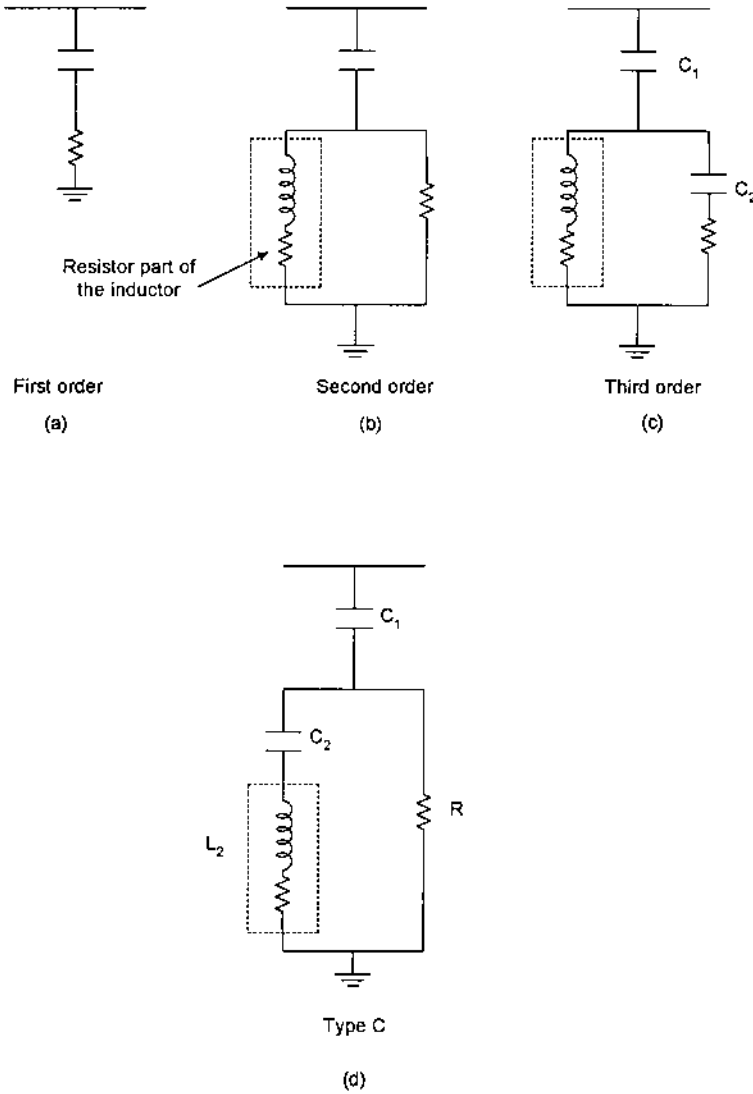 C1
C2
Resistor part of
the inductor
First order
Second order
Third order
(a)
(b)
(c)
C1
C2
L2
R
Type C
(d)